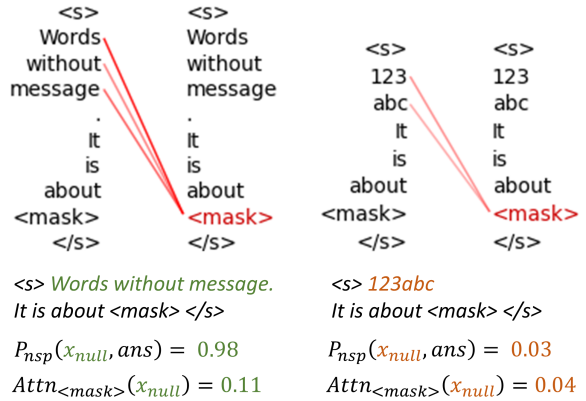 <s> <s>
Words Words
without without
message message
. .
It It
is is
about about
<mask> <mask>
</s> </s>
<s> Words without message.
It is about <mask> </s>
Pnsp(xnull, ans) = 0.98
Attn<mask>(xnull) = 0.11
<s> <s>
123 123
abc abc
It It
is is
about about
<mask> <mask>
</s> </s>
<s> 123abc
It is about <mask> </s>
Pnsp(xnull, ans) = 0.03
Attn<mask>(xnull) = 0.04